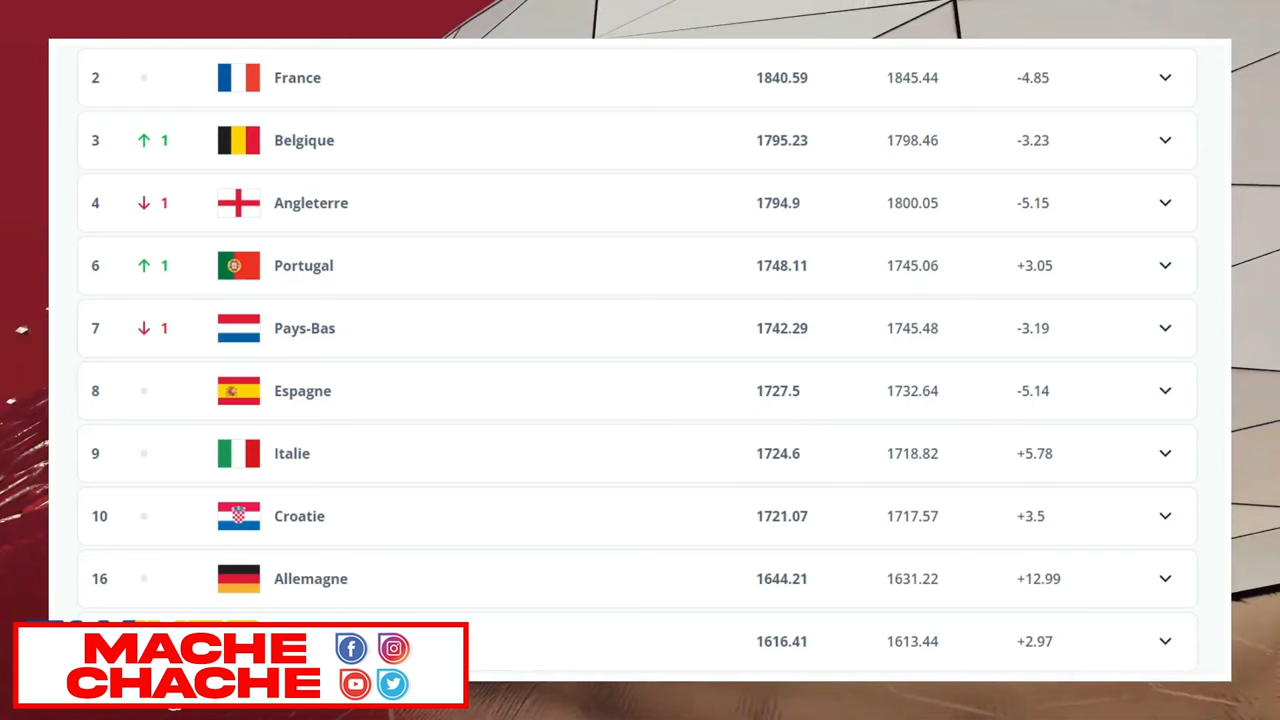 2 France 1840.59 1845.44 -4.85
3 1 Belgique 1795.23 1798.46 -3.23
4 1 Angleterre 1794.9 1800.05 -5.15
6 1 Portugal 1748.11 1745.06 +3.05
7 1 Pays-Bas 1742.29 1745.48 -3.19
8 Espagne 1727.5 1732.64 -5.14
9 Italie 1724.6 1718.82 +5.78
10 Croatie 1721.07 1717.57 +3.5
16 Allemagne 1644.21 1631.22 +12.99
1616.41 1613.44 +2.97
MACHE
CHACHE